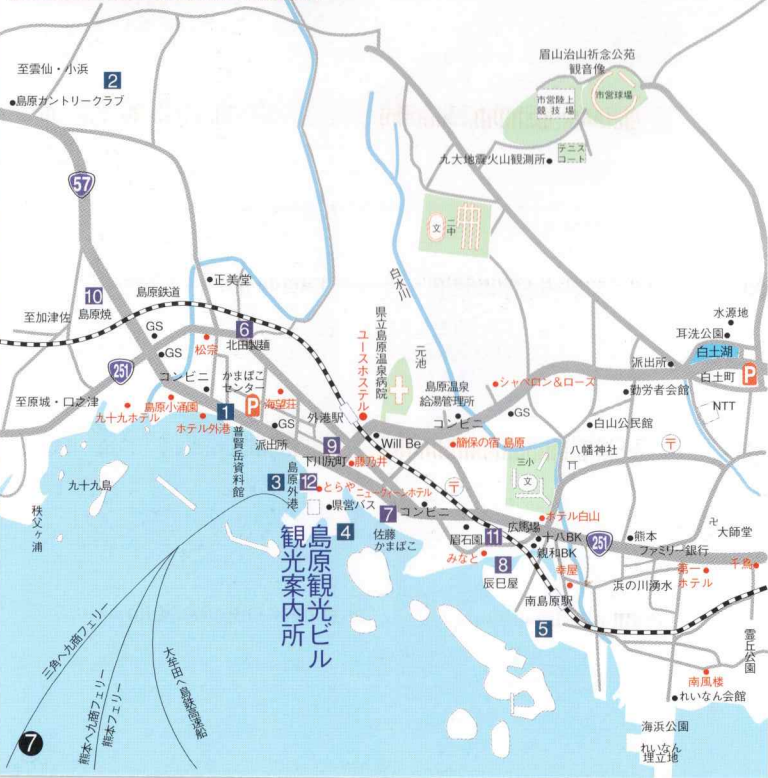 眉山治山祈念公苑
観音像
至雲仙・小浜
2
島原カントリークラブ
市営陸上
競技場
市営球場
九大地震火山観測所
テニス
コート
57
文
二中
白水川
正美堂
10
島原焼
島原鉄道
至加津佐
GS
GS
6
北田製麺
松宗
251
コンビニ
かまぼこ
センター
県立島原温泉病院
ユースホステル
元池
水源地
耳洗公園
白土湖
派出所
白土町
P
NTT
勤労者会館
島原温泉
給湯管理所
シャペロン&ローズ
至原城・口之津
九十九ホテル
島原小涌園
ホテル外港
1
P
海望荘
GS
派出所
普賢岳資料館
外港駅
コンビニ
GS
白山公民館
〒
9
Will Be
簡保の宿 島原
八幡神社
下川尻町
藤乃井
三小
文
九十九島
3
島原外港
12
とらや
ニュークィーンホテル
〒
県営バス
7
コンビニ
ホテル白山
秩父ヶ浦
4
佐藤
かまぼこ
眉石園
11
広馬場
十八BK
親和BK
251
熊本
ファミリー銀行
大師堂
島原観光ビル
観光案内所
みなと
8
辰巳屋
幸屋
浜の川湧水
第一
ホテル
千鳥
南島原駅
5
霊丘公園
三角へ九商フェリー
大牟田へ島鉄高速船
熊本へ九商フェリー
熊本フェリー
南風楼
れいなん会館
海浜公園
れいなん
埋立地
7